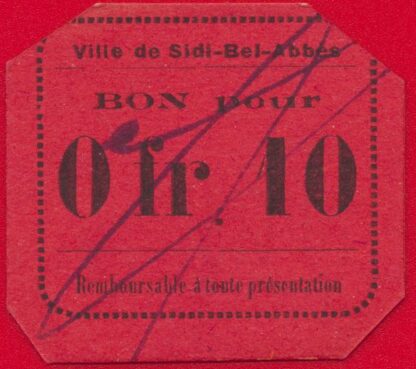 Ville de Sidi-Bel-Abbès
BON pour
0 fr. 10
Remboursable à toute présentation